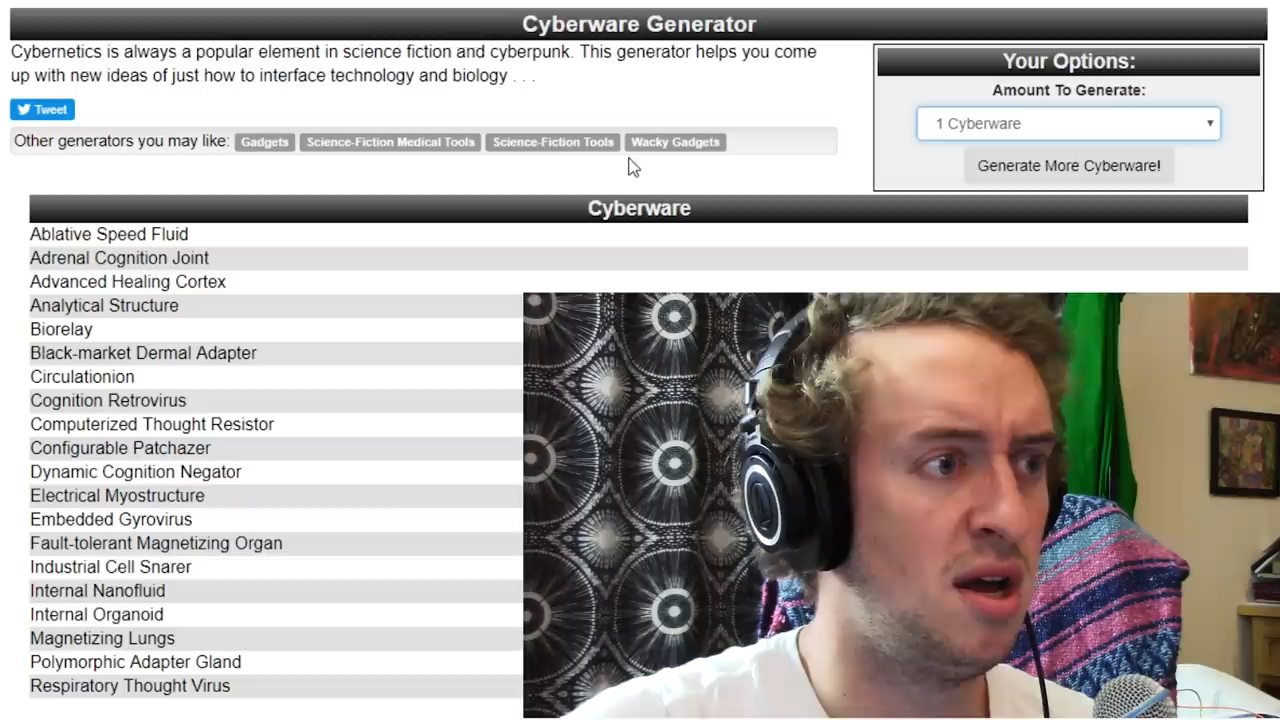 Cyberware Generator
Cybernetics is always a popular element in science fiction and cyberpunk. This generator helps you come
up with new ideas of just how to interface technology and biology . . .
Tweet
Other generators you may like: Gadgets Science-Fiction Medical Tools Science-Fiction Tools Wacky Gadgets
Your Options:
Amount To Generate:
1 Cyberware
Generate More Cyberware!
Cyberware
Ablative Speed Fluid
Adrenal Cognition Joint
Advanced Healing Cortex
Analytical Structure
Biorelay
Black-market Dermal Adapter
Circulationion
Cognition Retrovirus
Computerized Thought Resistor
Configurable Patchazer
Dynamic Cognition Negator
Electrical Myostructure
Embedded Gyrovirus
Fault-tolerant Magnetizing Organ
Industrial Cell Snarer
Internal Nanofluid
Internal Organoid
Magnetizing Lungs
Polymorphic Adapter Gland
Respiratory Thought Virus